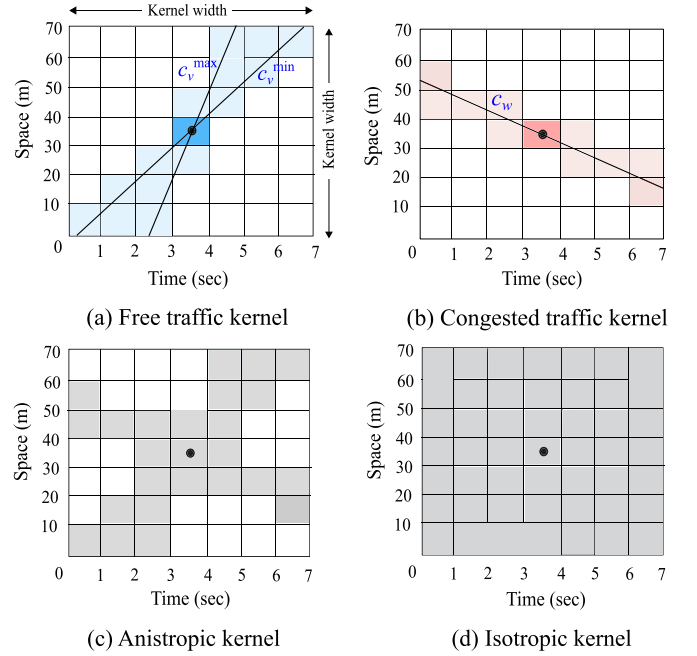 Kernel width
70
60
50
40
30
20
10
0
Space (m)
c_v^max
c_v^min
Kernel width
1 2 3 4 5 6 7
Time (sec)
(a) Free traffic kernel
70
60
50
40
30
20
10
0
Space (m)
c_w
1 2 3 4 5 6 7
Time (sec)
(b) Congested traffic kernel
70
60
50
40
30
20
10
0
Space (m)
1 2 3 4 5 6 7
Time (sec)
(c) Anistropic kernel
70
60
50
40
30
20
10
0
Space (m)
1 2 3 4 5 6 7
Time (sec)
(d) Isotropic kernel